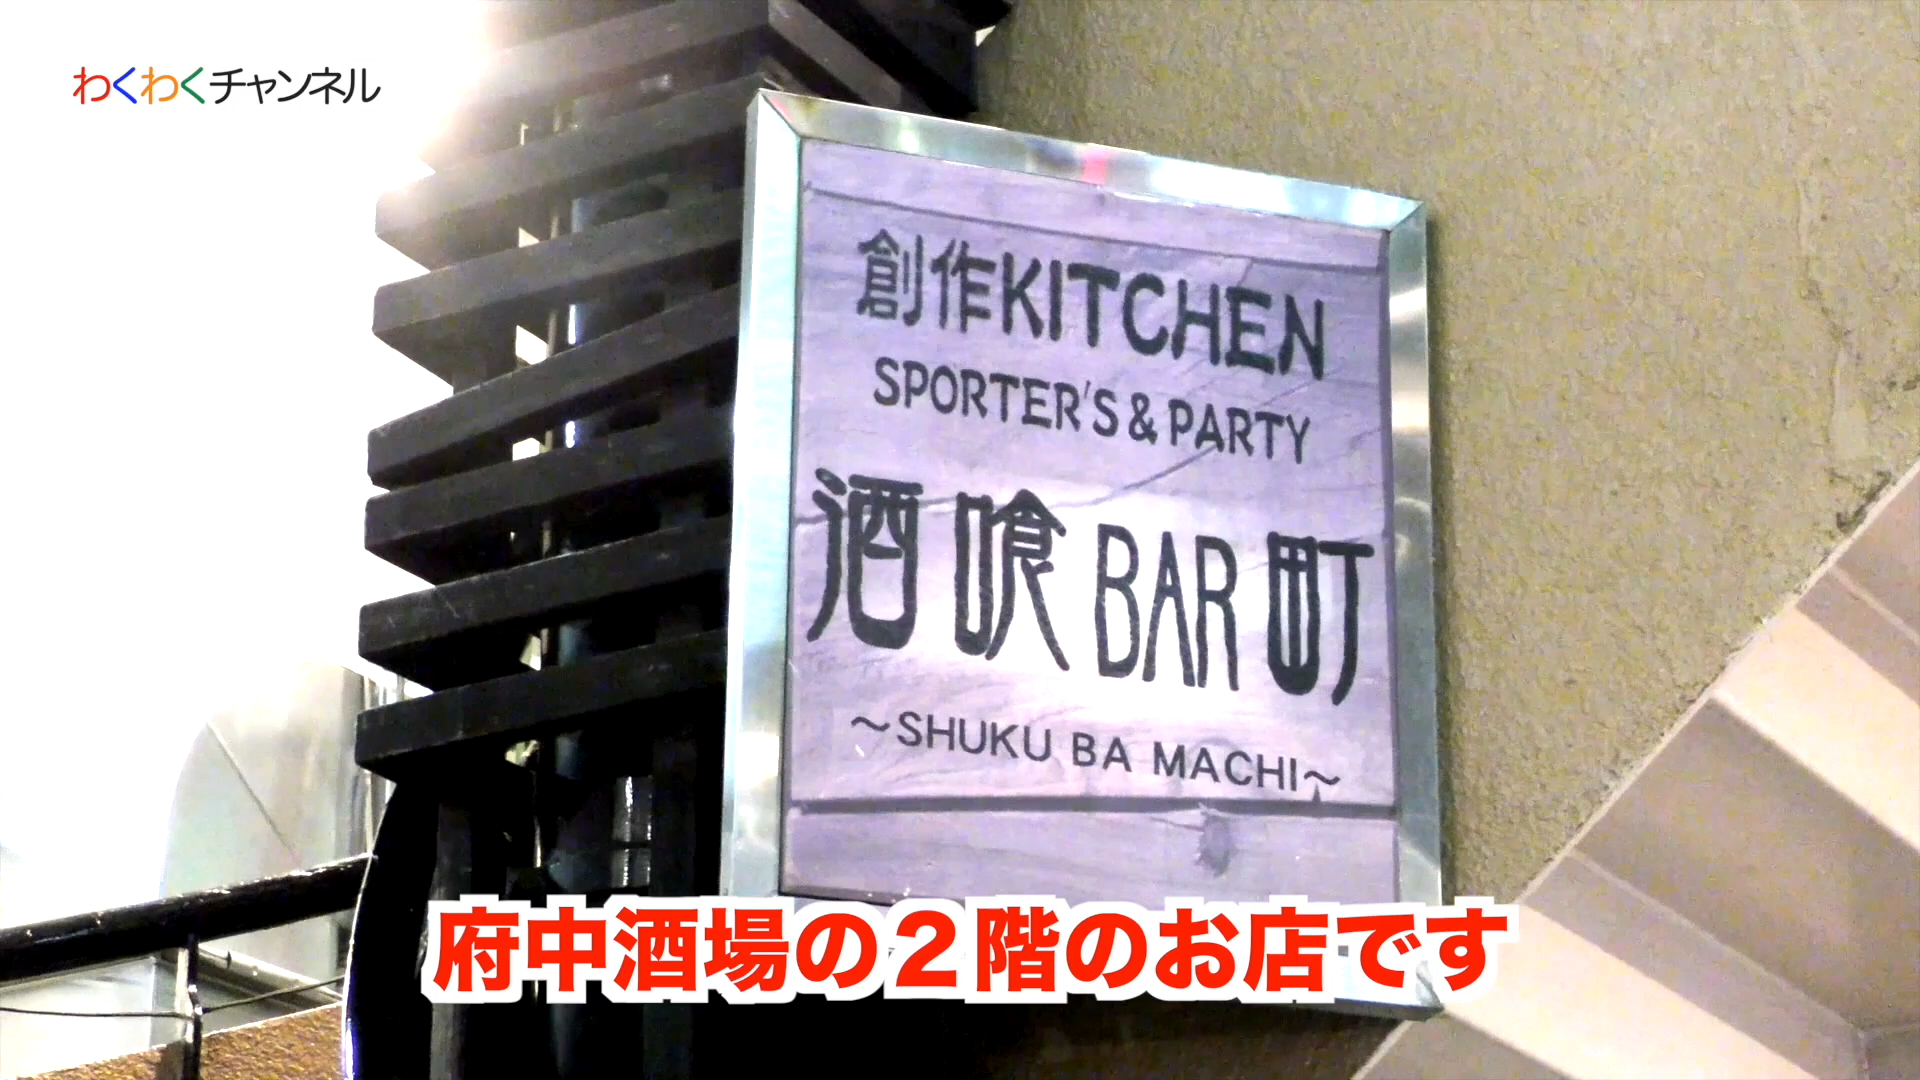 わくわくチャンネル
創作KITCHEN
SPORTER'S & PARTY
酒喰BAR町
～SHUKU BA MACHI～
府中酒場の２階のお店です